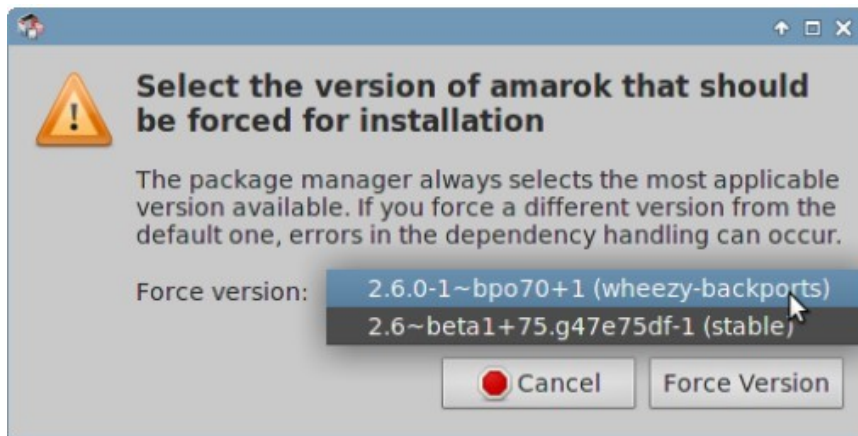 Select the version of amarok that should
be forced for installation
The package manager always selects the most applicable
version available. If you force a different version from the
default one, errors in the dependency handling can occur.
Force version:
2.6.0-1~bpo70+1 (wheezy-backports)
2.6~beta1+75.g47e75df-1 (stable)
Cancel
Force Version